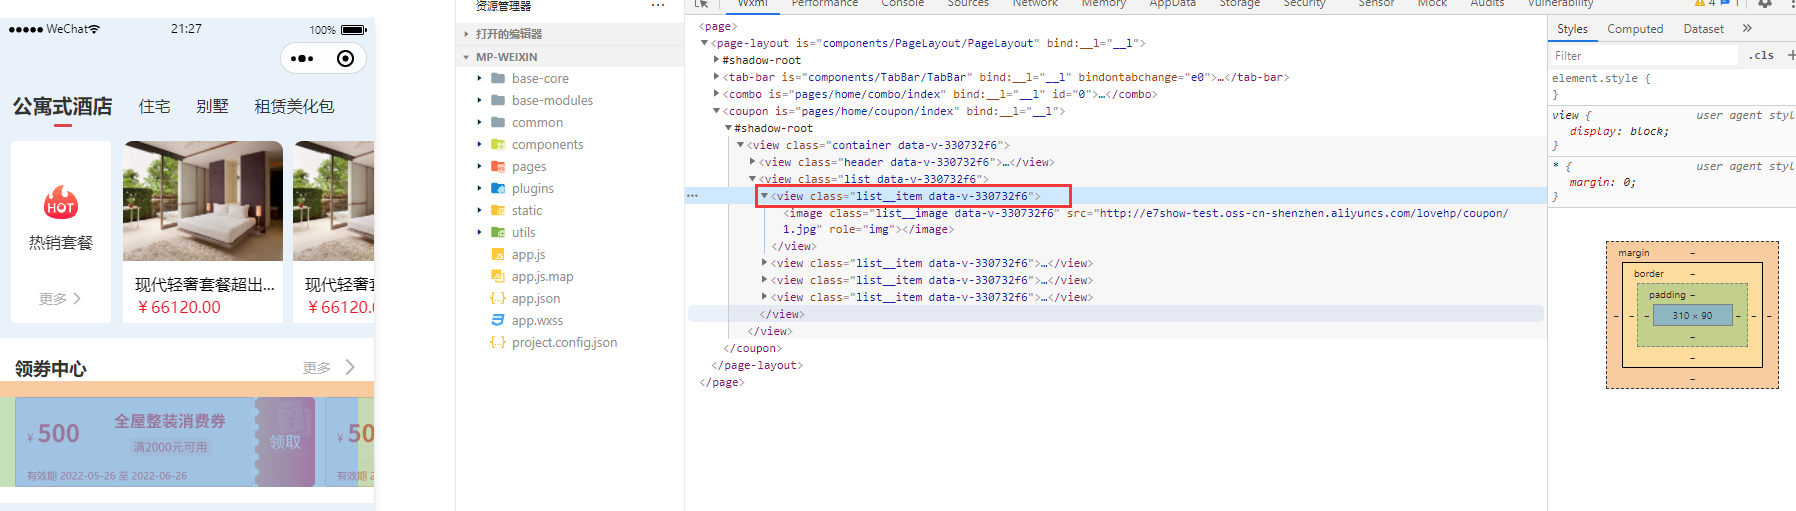 WeChat
21:27
100%
公寓式酒店
住宅
别墅
租赁美化包
HOT
热销套餐
更多
现代轻奢套餐超出...
￥66120.00
现代轻奢
￥6612
领券中心
更多
¥ 500
全屋整装消费券
满2000元可用
有效期 2022-05-26 至 2022-06-26
领取
¥ 50
有效期 2
资源管理器
打开的编辑器
MP-WEIXIN
base-core
base-modules
common
components
pages
plugins
static
utils
app.js
app.js.map
app.json
app.wxss
project.config.json
Wxml
Performance
Console
Sources
Network
Memory
AppData
Storage
Security
Sensor
Mock
Audits
Vulnerability
4
1
<page>
<page-layout is="components/PageLayout/PageLayout" bind:__l="__l">
#shadow-root
<tab-bar is="components/TabBar/TabBar" bind:__l="__l" bindontabchange="e0">…</tab-bar>
<combo is="pages/home/combo/index" bind:__l="__l" id="0">…</combo>
<coupon is="pages/home/coupon/index" bind:__l="__l">
#shadow-root
<view class="container data-v-330732f6">
<view class="header data-v-330732f6">…</view>
<view class="list data-v-330732f6">
<view class="list__item data-v-330732f6">
<image class="list__image data-v-330732f6" src="http://e7show-test.oss-cn-shenzhen.aliyuncs.com/lovehp/coupon/
1.jpg" role="img"></image>
</view>
<view class="list__item data-v-330732f6">…</view>
<view class="list__item data-v-330732f6">…</view>
<view class="list__item data-v-330732f6">…</view>
</view>
</view>
</coupon>
</page-layout>
</page>
Styles
Computed
Dataset
Filter
.cls
element.style {
}
view {
user agent styl
display: block;
}
* {
user agent styl
margin: 0;
}
margin
–
border
–
padding –
– – – 310 × 90 – – –
–
–
–